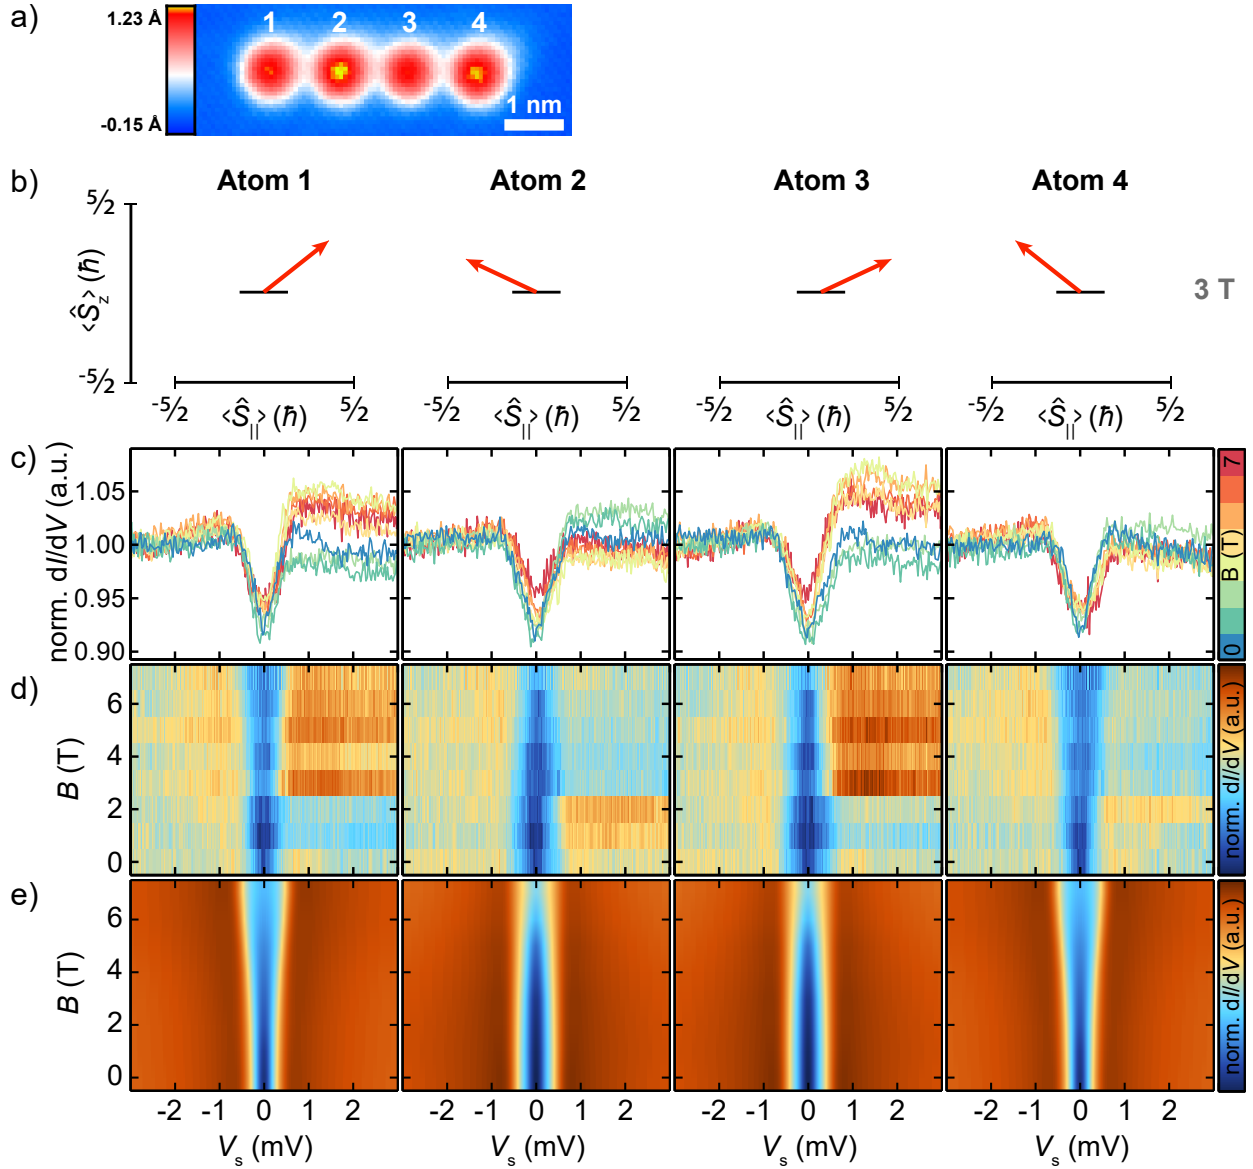 a)
1.23 Å
-0.15 Å
1 2 3 4
1 nm
b)
Atom 1 Atom 2 Atom 3 Atom 4
5/2
-5/2
<Ŝz> (ħ)
3 T
-5/2 5/2 -5/2 5/2 -5/2 5/2 -5/2 5/2
<Ŝ||> (ħ) <Ŝ||> (ħ) <Ŝ||> (ħ) <Ŝ||> (ħ)
c)
norm. dI/dV (a.u.)
1.05
1.00
0.95
0.90
7
B (T)
0
d)
B (T)
6
4
2
0
norm. dI/dV (a.u.)
e)
B (T)
6
4
2
0
norm. dI/dV (a.u.)
-2 -1 0 1 2 -2 -1 0 1 2 -2 -1 0 1 2 -2 -1 0 1 2
Vs (mV) Vs (mV) Vs (mV) Vs (mV)